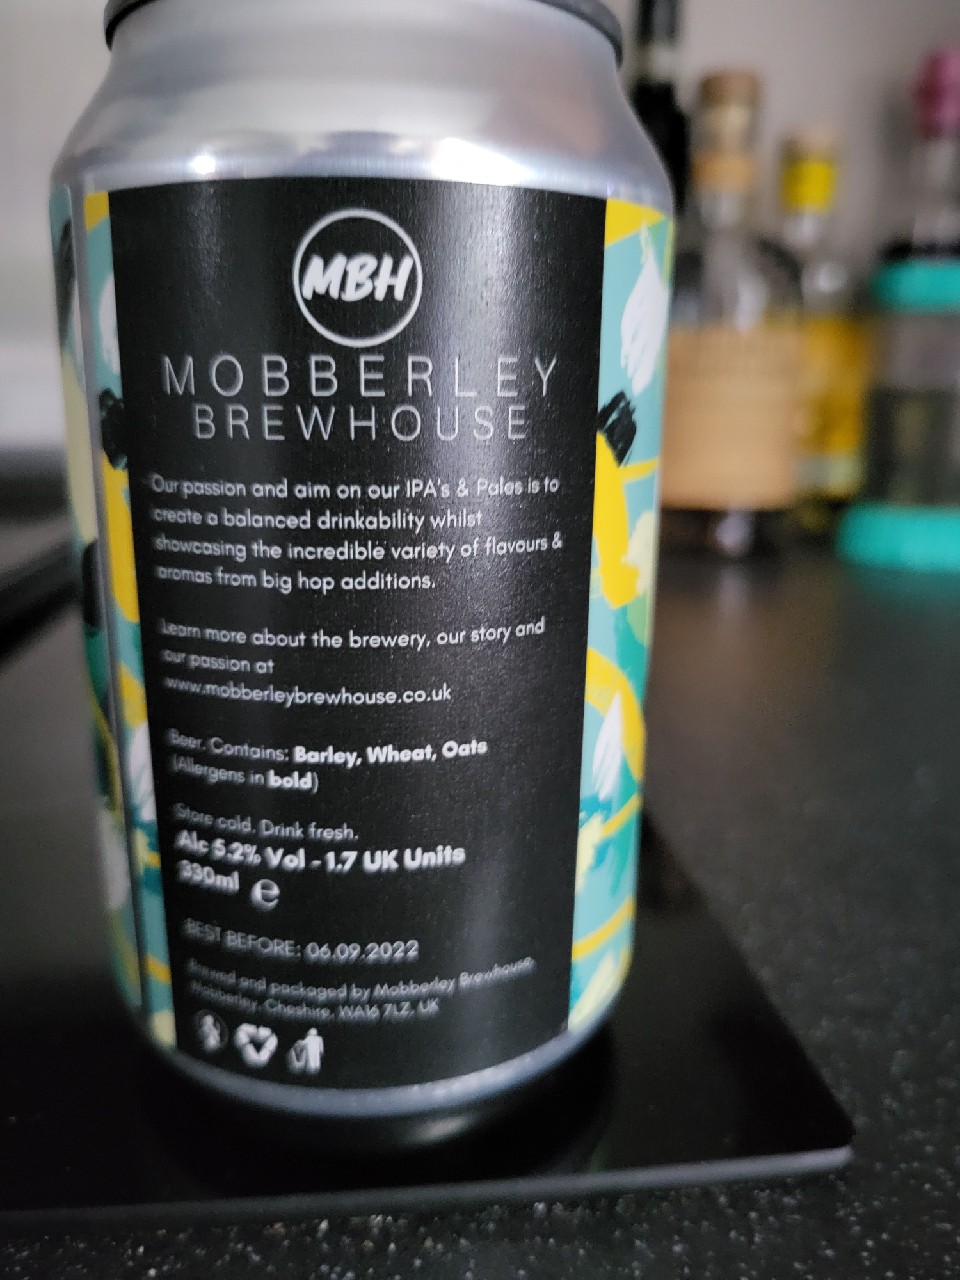 MBH
MOBBERLEY
BREWHOUSE
Our passion and aim on our IPA's & Pales is to
create a balanced drinkability whilst
showcasing the incredible variety of flavours &
aromas from big hop additions.
Learn more about the brewery, our story and
our passion at
www.mobberleybrewhouse.co.uk
Beer. Contains: Barley, Wheat, Oats
(Allergens in bold)
Store cold. Drink fresh.
Alc 5.2% Vol - 1.7 UK Units
330ml e
BEST BEFORE: 06.09.2022
Brewed and packaged by Mobberley Brewhouse,
Mobberley, Cheshire, WA16 7LZ, UK